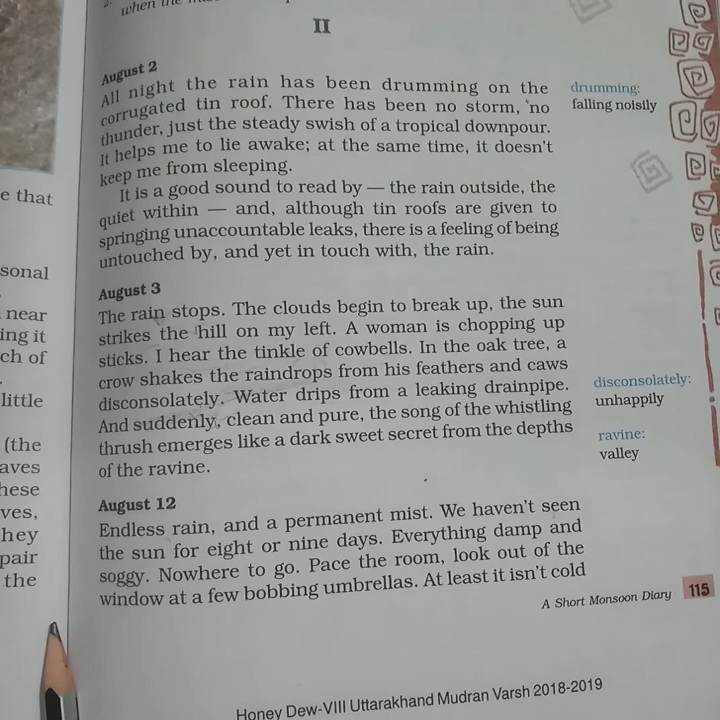 2. when the
II
August 2
All night the rain has been drumming on the
corrugated tin roof. There has been no storm, no
thunder, just the steady swish of a tropical downpour.
It helps me to lie awake; at the same time, it doesn't
keep me from sleeping.
It is a good sound to read by — the rain outside, the
quiet within — and, although tin roofs are given to
springing unaccountable leaks, there is a feeling of being
untouched by, and yet in touch with, the rain.
drumming:
falling noisily
August 3
The rain stops. The clouds begin to break up, the sun
strikes the hill on my left. A woman is chopping up
sticks. I hear the tinkle of cowbells. In the oak tree, a
crow shakes the raindrops from his feathers and caws
disconsolately. Water drips from a leaking drainpipe.
And suddenly, clean and pure, the song of the whistling
thrush emerges like a dark sweet secret from the depths
of the ravine.
disconsolately:
unhappily
ravine:
valley
August 12
Endless rain, and a permanent mist. We haven't seen
the sun for eight or nine days. Everything damp and
soggy. Nowhere to go. Pace the room, look out of the
window at a few bobbing umbrellas. At least it isn't cold
A Short Monsoon Diary 115
Honey Dew-VIII Uttarakhand Mudran Varsh 2018-2019
e that
sonal
near
ing it
ch of
little
(the
aves
hese
ves,
hey
pair
the